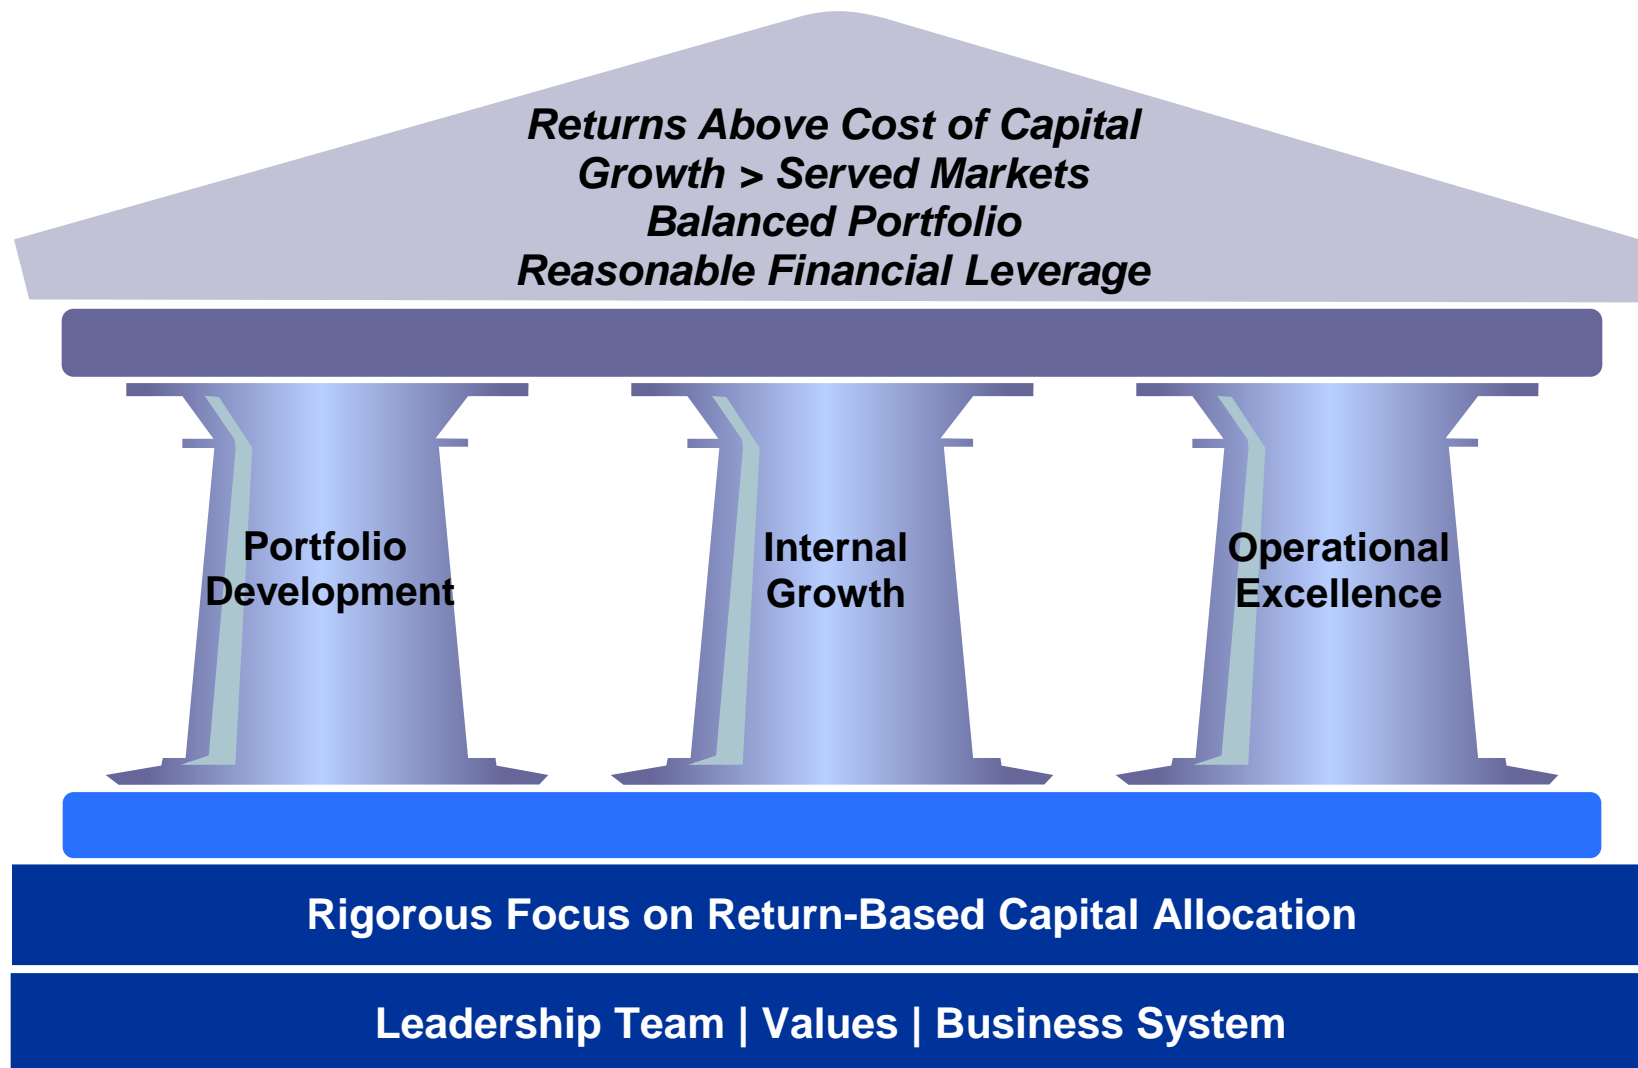 Returns Above Cost of Capital
Growth > Served Markets
Balanced Portfolio
Reasonable Financial Leverage
Portfolio
Development
Internal
Growth
Operational
Excellence
Rigorous Focus on Return-Based Capital Allocation
Leadership Team | Values | Business System